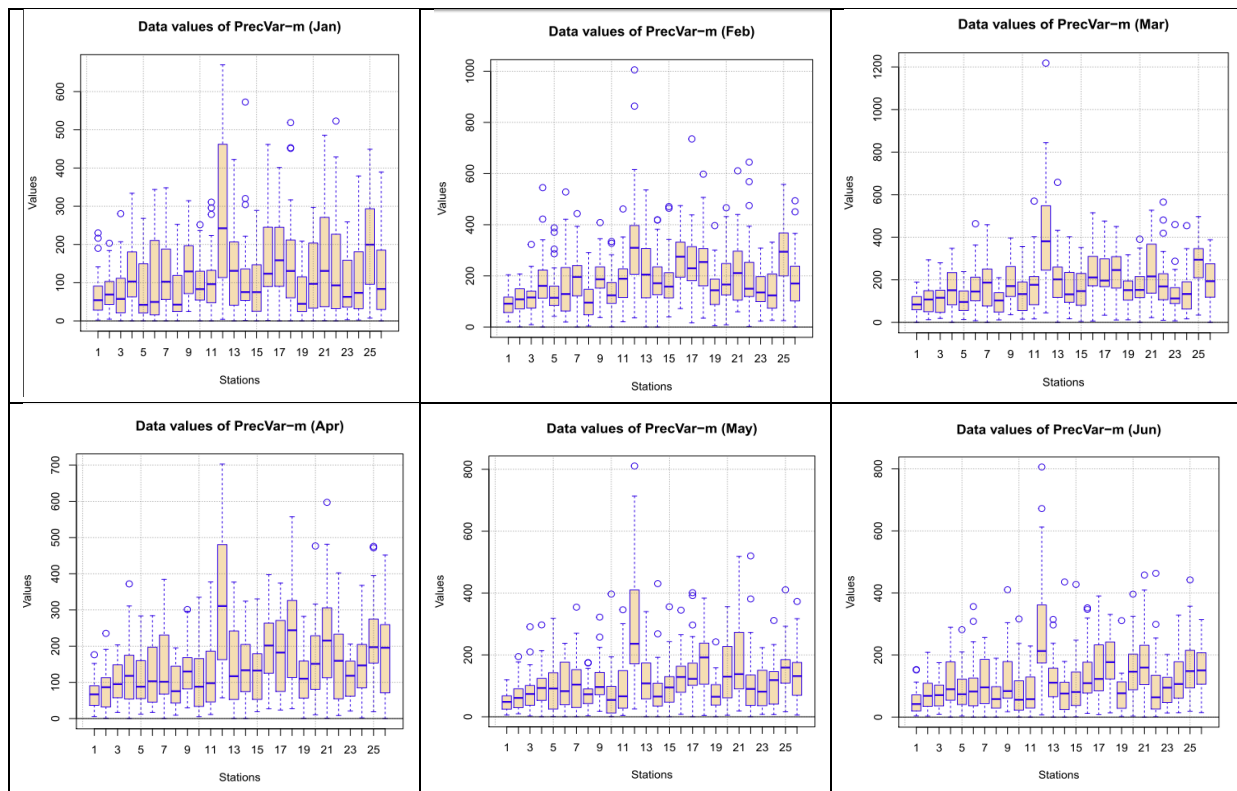 Data values of PrecVar−m (Jan)
Values
0 100 200 300 400 500 600
1 3 5 7 9 11 13 15 17 19 21 23 25
Stations
Data values of PrecVar−m (Feb)
Values
0 200 400 600 800 1000
1 3 5 7 9 11 13 15 17 19 21 23 25
Stations
Data values of PrecVar−m (Mar)
Values
0 200 400 600 800 1000 1200
1 3 5 7 9 11 13 15 17 19 21 23 25
Stations
Data values of PrecVar−m (Apr)
Values
0 100 200 300 400 500 600 700
1 3 5 7 9 11 13 15 17 19 21 23 25
Stations
Data values of PrecVar−m (May)
Values
0 200 400 600 800
1 3 5 7 9 11 13 15 17 19 21 23 25
Stations
Data values of PrecVar−m (Jun)
Values
0 200 400 600 800
1 3 5 7 9 11 13 15 17 19 21 23 25
Stations